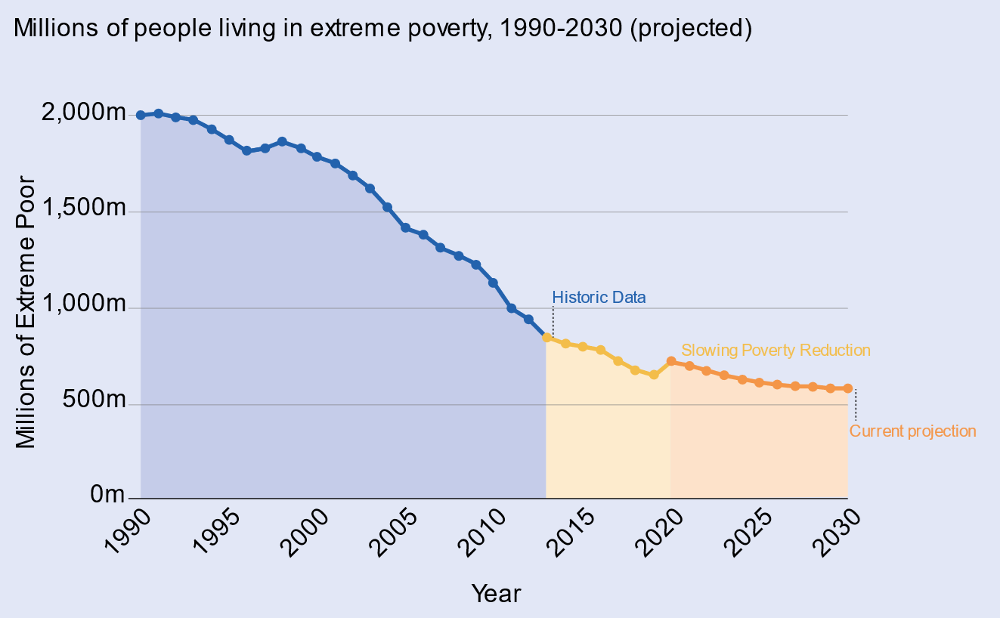 Millions of people living in extreme poverty, 1990-2030 (projected)
2,000m
1,500m
1,000m
500m
0m
Millions of Extreme Poor
Historic Data
Slowing Poverty Reduction
Current projection
1990
1995
2000
2005
2010
2015
2020
2025
2030
Year